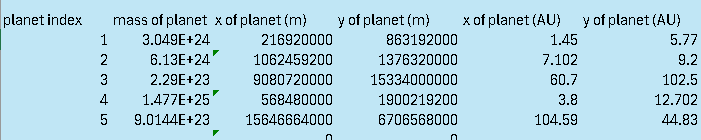 planet index mass of planet x of planet (m) y of planet (m) x of planet (AU) y of planet (AU)
1 3.049E+24 216920000 863192000 1.45 5.77
2 6.13E+24 1062459200 1376320000 7.102 9.2
3 2.29E+23 9080720000 15334000000 60.7 102.5
4 1.477E+25 568480000 1900219200 3.8 12.702
5 9.0144E+23 15646664000 6706568000 104.59 44.83
0 0